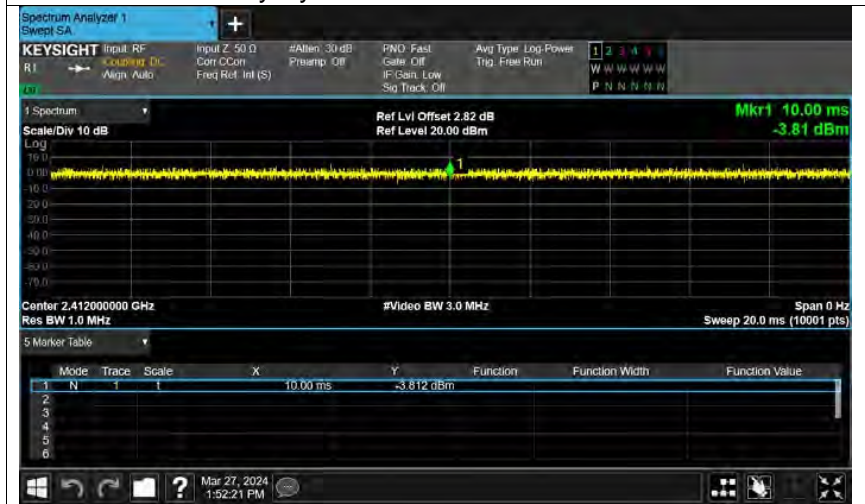 Spectrum Analyzer 1
Swept SA
+
KEYSIGHT Input: RF Input Z: 50 Ω #Atten: 30 dB PNO: Fast Avg Type: Log-Power 1 2 3 4 5 6
R L Coupling: DC Corr CCorr Preamp: Off Gate: Off Trig: Free Run W W W W W W
Align: Auto Freq Ref: Int (S) IF Gain: Low P N N N N N
Sig Track: Off
1 Spectrum Ref Lvl Offset 2.82 dB Mkr1 10.00 ms
Scale/Div 10 dB Ref Level 20.00 dBm -3.81 dBm
Log
10.0
0.00
-10.0
-20.0
-30.0
-40.0
-50.0
-60.0
-70.0
1
Center 2.412000000 GHz #Video BW 3.0 MHz Span 0 Hz
Res BW 1.0 MHz Sweep 20.0 ms (10001 pts)
5 Marker Table
Mode Trace Scale X Y Function Function Width Function Value
1 N 1 t 10.00 ms -3.812 dBm
2
3
4
5
6
? Mar 27, 2024
1:52:21 PM